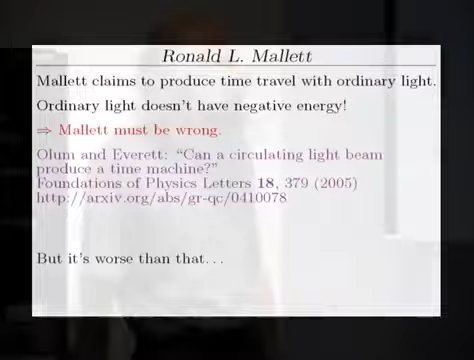 Ronald L. Mallett
Mallett claims to produce time travel with ordinary light.
Ordinary light doesn't have negative energy!
⇒ Mallett must be wrong.
Olum and Everett: “Can a circulating light beam
produce a time machine?”
Foundations of Physics Letters 18, 379 (2005)
http://arxiv.org/abs/gr-qc/0410078
But it's worse than that...